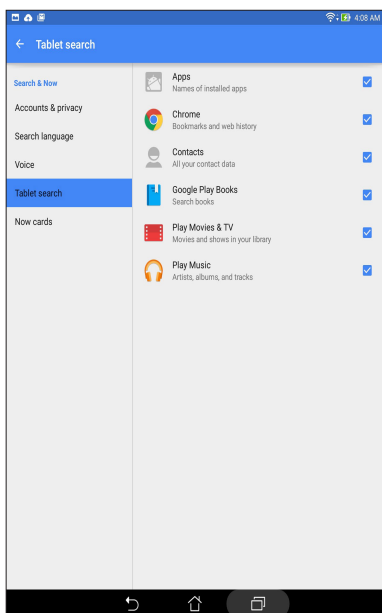 4:08 AM
Tablet search
Search & Now
Accounts & privacy
Search language
Voice
Tablet search
Now cards
Apps
Names of installed apps
Chrome
Bookmarks and web history
Contacts
All your contact data
Google Play Books
Search books
Play Movies & TV
Movies and shows in your library
Play Music
Artists, albums, and tracks